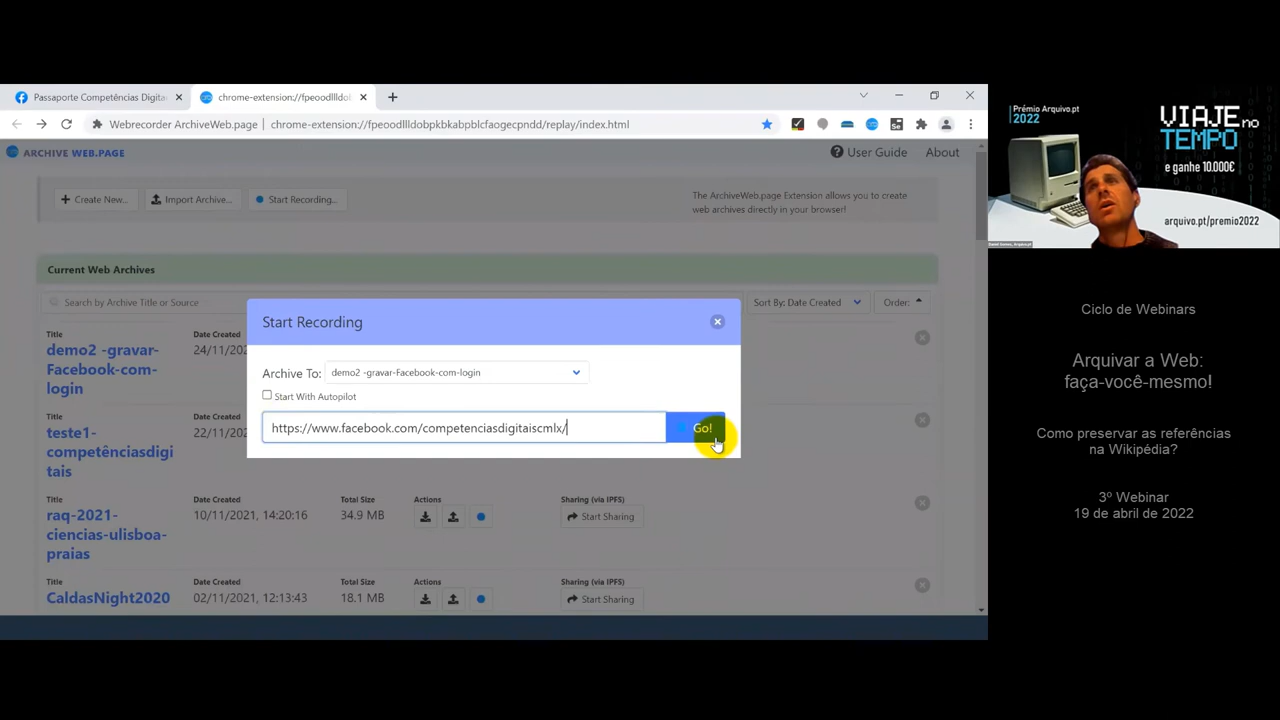 Passaporte Competências Digita
chrome-extension://fpeoodllldob
Webrecorder ArchiveWeb.page
chrome-extension://fpeoodllldobpkbkabpblcfaogecpndd/replay/index.html
ARCHIVE WEB.PAGE
User Guide
About
Create New...
Import Archive...
Start Recording...
The ArchiveWeb.page Extension allows you to create
web archives directly in your browser!
Current Web Archives
Search by Archive Title or Source
Sort By: Date Created
Order:
Title
Date Created
demo2 -gravar-
Facebook-com-
login
24/11/202
Start Recording
Archive To:
demo2 -gravar-Facebook-com-login
Start With Autopilot
https://www.facebook.com/competenciasdigitaiscmlx/
Go!
Title
Date Created
teste1-
competênciasdigi
tais
22/11/202
Title
Date Created
Total Size
Actions
Sharing (via IPFS)
raq-2021-
ciencias-ulisboa-
praias
10/11/2021, 14:20:16
34.9 MB
Start Sharing
Title
Date Created
Total Size
Actions
Sharing (via IPFS)
CaldasNight2020
02/11/2021, 12:13:43
18.1 MB
Start Sharing
Prémio Arquivo.pt
2022
VIAJE no
TEMPO
e ganhe 10.000€
arquivo.pt/premio2022
Ciclo de Webinars
Arquivar a Web:
faça-você-mesmo!
Como preservar as referências
na Wikipédia?
3º Webinar
19 de abril de 2022